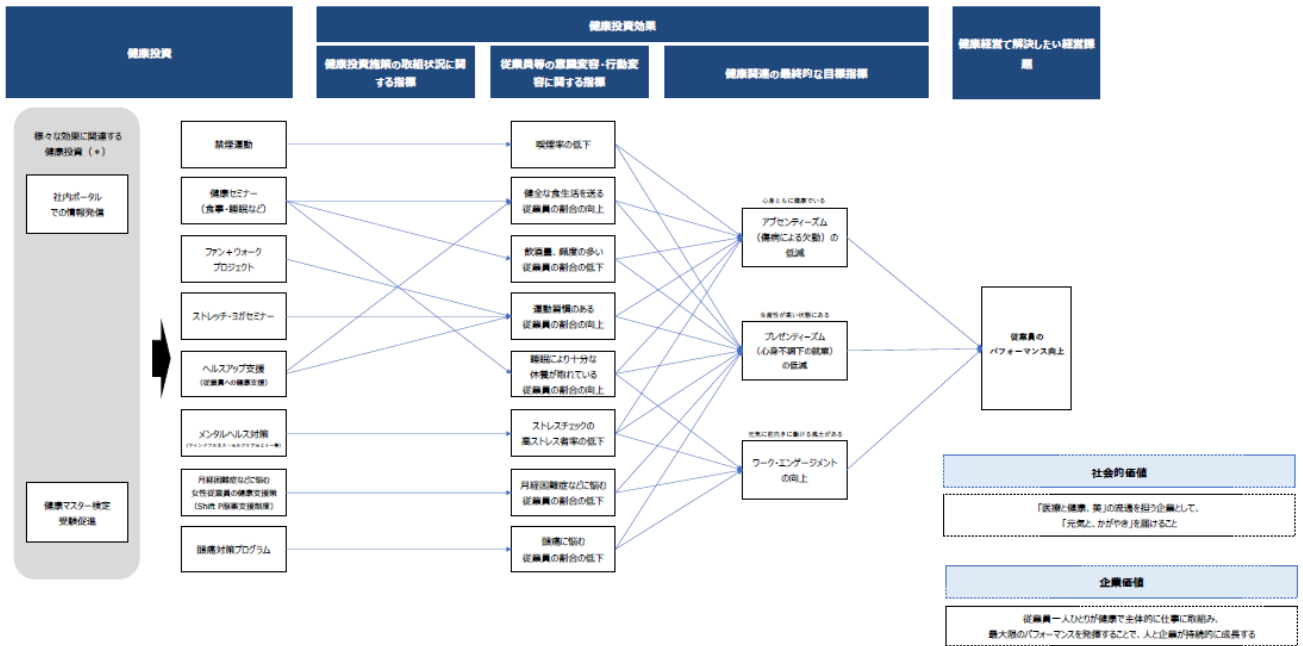 健康投資
健康投資効果
健康経営で解決したい経営課
題
健康投資施策の取組状況に関
する指標
従業員等の意識変容・行動変
容に関する指標
健康関連の最終的な目標指標
様々な効果に関連する
健康投資（＊）
社内ポータル
での情報発信
健康マスター検定
受験促進
禁煙運動
健康セミナー
（食事・睡眠など）
ファン＋ウォーク
プロジェクト
ストレッチ・ヨガセミナー
ヘルスアップ支援
（従業員への健康支援）
メンタルヘルス対策
（マインドフルネス・セルフケアセミナー等）
月経困難症などに悩む
女性従業員の健康支援策
（Shift P服薬支援制度）
頭痛対策プログラム
喫煙率の低下
健全な食生活を送る
従業員の割合の向上
飲酒量、頻度の多い
従業員の割合の低下
運動習慣のある
従業員の割合の向上
睡眠により十分な
休養が取れている
従業員の割合の向上
ストレスチェックの
高ストレス者率の低下
月経困難症などに悩む
従業員の割合の低下
頭痛に悩む
従業員の割合の低下
心身ともに健康でいる
アブセンティーズム
（傷病による欠勤）の
低減
生産性が高い状態にある
プレゼンティーズム
（心身不調下の就業）
の低減
元気に前向きに働ける風土がある
ワーク・エンゲージメント
の向上
従業員の
パフォーマンス向上
社会的価値
「医療と健康、美」の流通を担う企業として、
「元気と、かがやき」を届けること
企業価値
従業員一人ひとりが健康で主体的に仕事に取組み、
最大限のパフォーマンスを発揮することで、人と企業が持続的に成長する